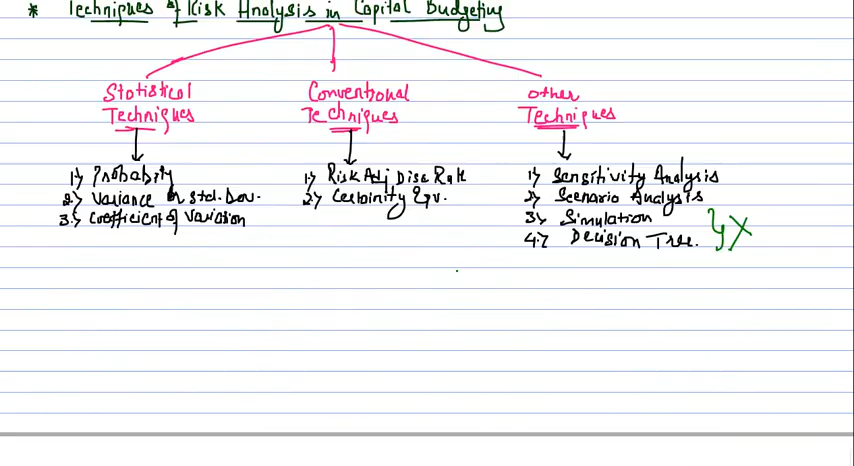 * Techniques of Risk Analysis in Capital Budgeting
Statistical Techniques
1.> Probability
2.> Variance or Std. Dev.
3.> Coefficient of Variation
Conventional Techniques
1.> Risk Adj Disc Rate
2.> Certainity Eqv.
Other Techniques
1> Sensitivity Analysis
2> Scenario Analysis
3> Simulation
4.> Decision Tree.